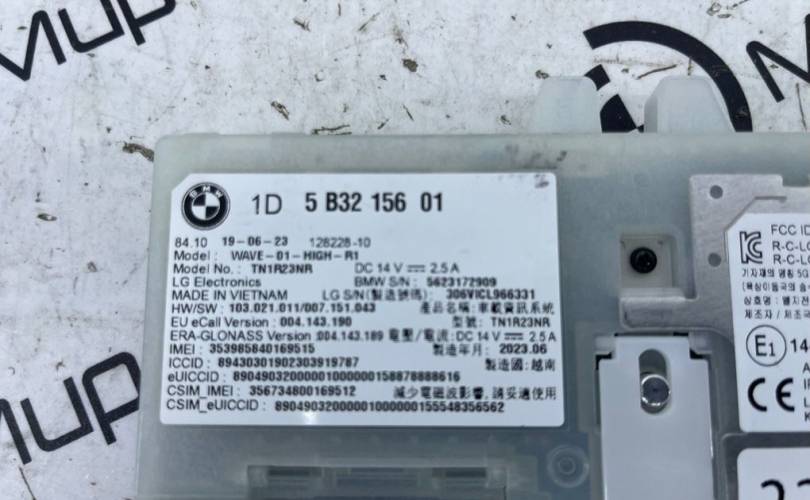 BMW
1D 5 B32 156 01
84.10 19-06-23 128228-10
Model: WAVE-01-HIGH-R1
Model No.: TN1R23NR DC 14 V 2.5 A
LG Electronics BMW S/N: 5623172909
MADE IN VIETNAM LG S/N(製造號碼): 306VICL966331
HW/SW: 103.021.011/007.151.043 產品名稱: 車載資訊系統
EU eCall Version: 004.143.190 型號: TN1R23NR
ERA-GLONASS Version: 004.143.189 電壓/電流: DC 14 V 2.5 A
IMEI: 353985840169515 製造年月: 2023.06
ICCID: 89430301902303919787 製造國: 越南
eUICCID: 89049032000001000000158878888616
CSIM_IMEI: 356734800169512 減少電磁波影響, 請妥適使用
CSIM_eUICCID: 89049032000001000000155548356562
FCC ID
R-C-LG
R-C-LG
E1 14
CE